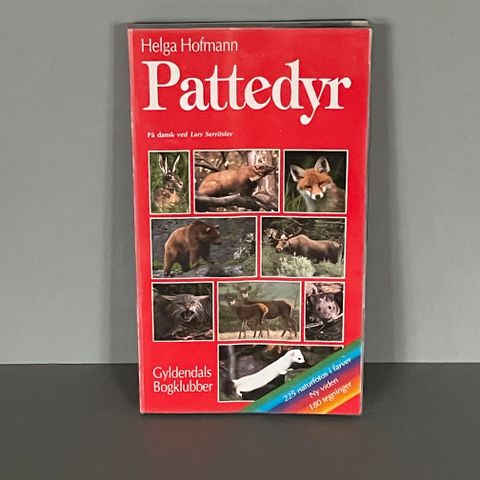 Helga Hofmann
Pattedyr
På dansk ved Lars Serritslev
Gyldendals
Bogklubber
225 naturfotos i farver
Ny viden
180 tegninger